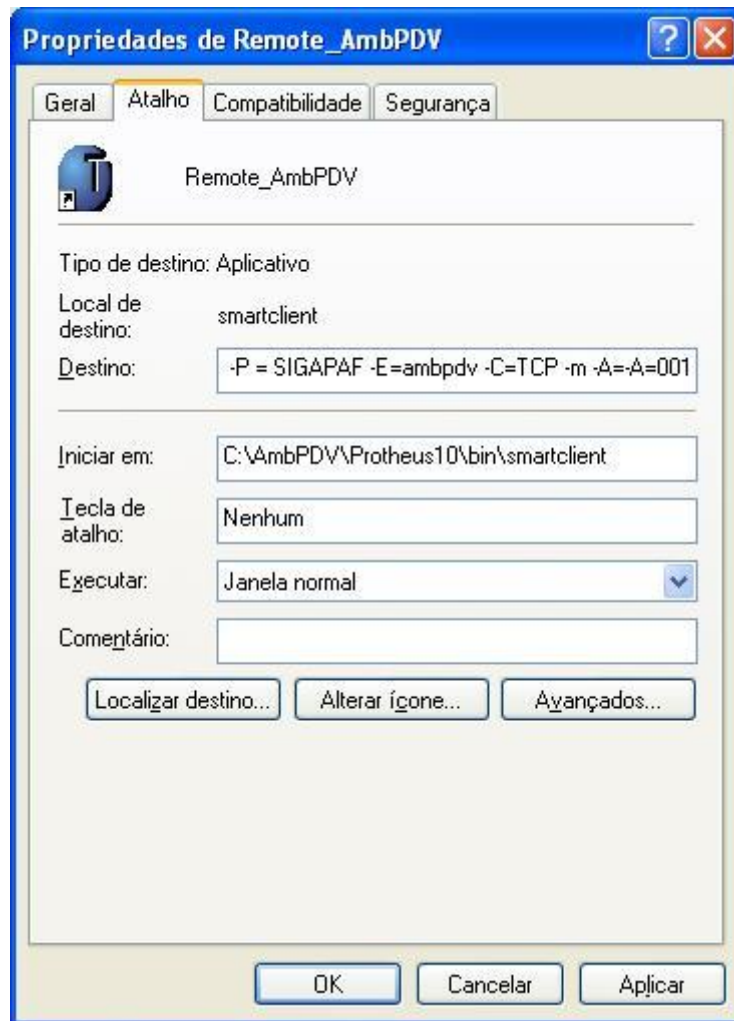 Propriedades de Remote_AmbPDV
Geral Atalho Compatibilidade Segurança
Remote_AmbPDV
Tipo de destino: Aplicativo
Local de
destino: smartclient
Destino: -P = SIGAPAF -E=ambpdv -C=TCP -m -A=-A=001
Iniciar em: C:\AmbPDV\Protheus10\bin\smartclient
Tecla de
atalho: Nenhum
Executar: Janela normal
Comentário:
Localizar destino... Alterar ícone... Avançados...
OK Cancelar Aplicar